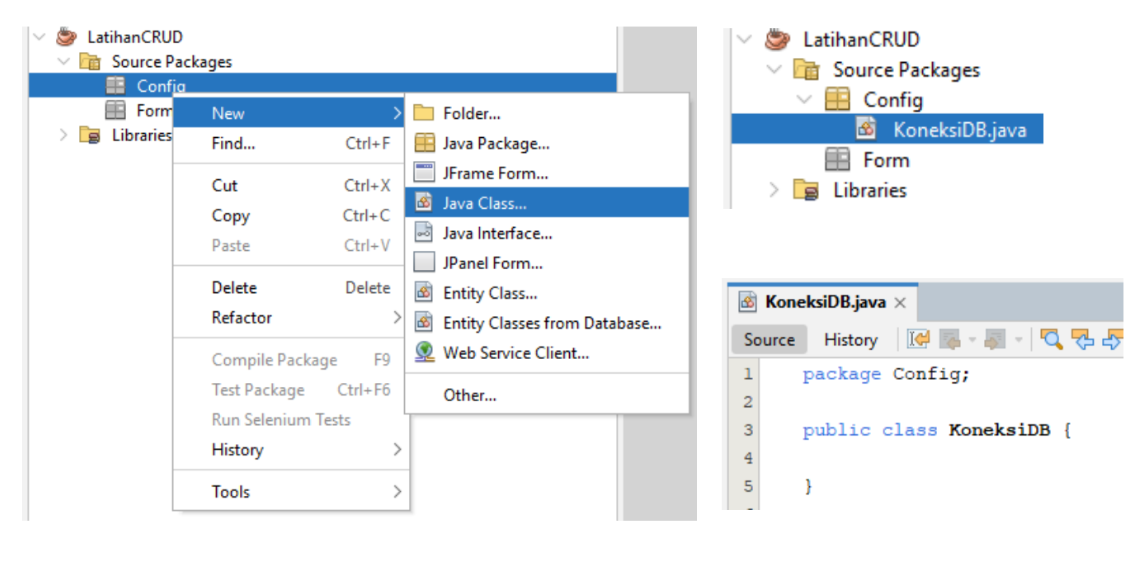 LatihanCRUD
Source Packages
Config
Form
Libraries
New
Find... Ctrl+F
Cut Ctrl+X
Copy Ctrl+C
Paste Ctrl+V
Delete Delete
Refactor
Compile Package F9
Test Package Ctrl+F6
Run Selenium Tests
History
Tools
Folder...
Java Package...
JFrame Form...
Java Class...
Java Interface...
JPanel Form...
Entity Class...
Entity Classes from Database...
Web Service Client...
Other...
LatihanCRUD
Source Packages
Config
KoneksiDB.java
Form
Libraries
KoneksiDB.java ×
Source History
1 package Config;
2
3 public class KoneksiDB {
4
5 }